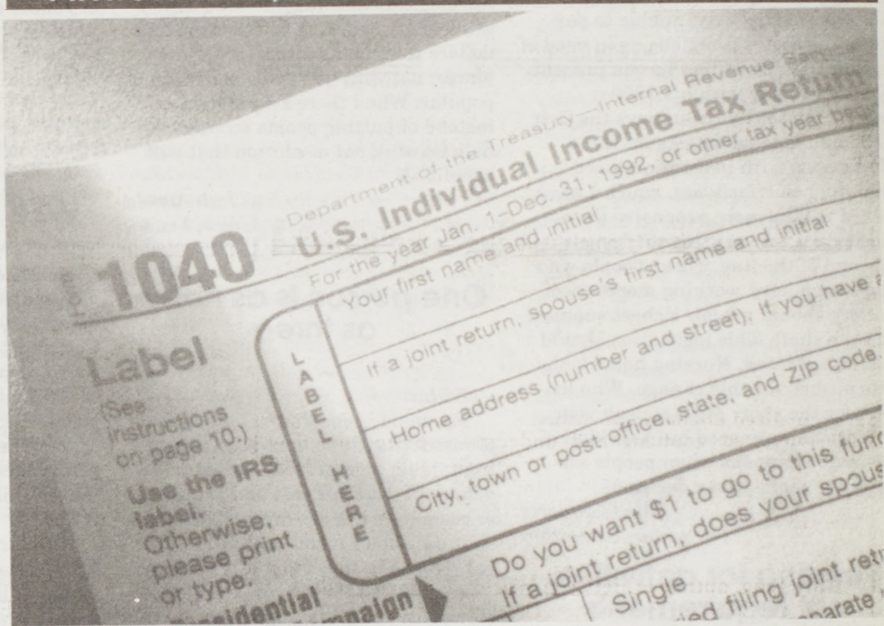 Department of the Treasury—Internal Revenue Service
FORM 1040 U.S. Individual Income Tax Return
For the year Jan. 1–Dec. 31, 1992, or other tax year
Label
(See
instructions
on page 10.)
Use the IRS
label.
Otherwise,
please print
or type.
LABEL HERE
Your first name and initial
If a joint return, spouse's first name and initial
Home address (number and street). If you have a
City, town or post office, state, and ZIP code.
Do you want $1 to go to this fund
If a joint return, does your spouse
Single
filing joint